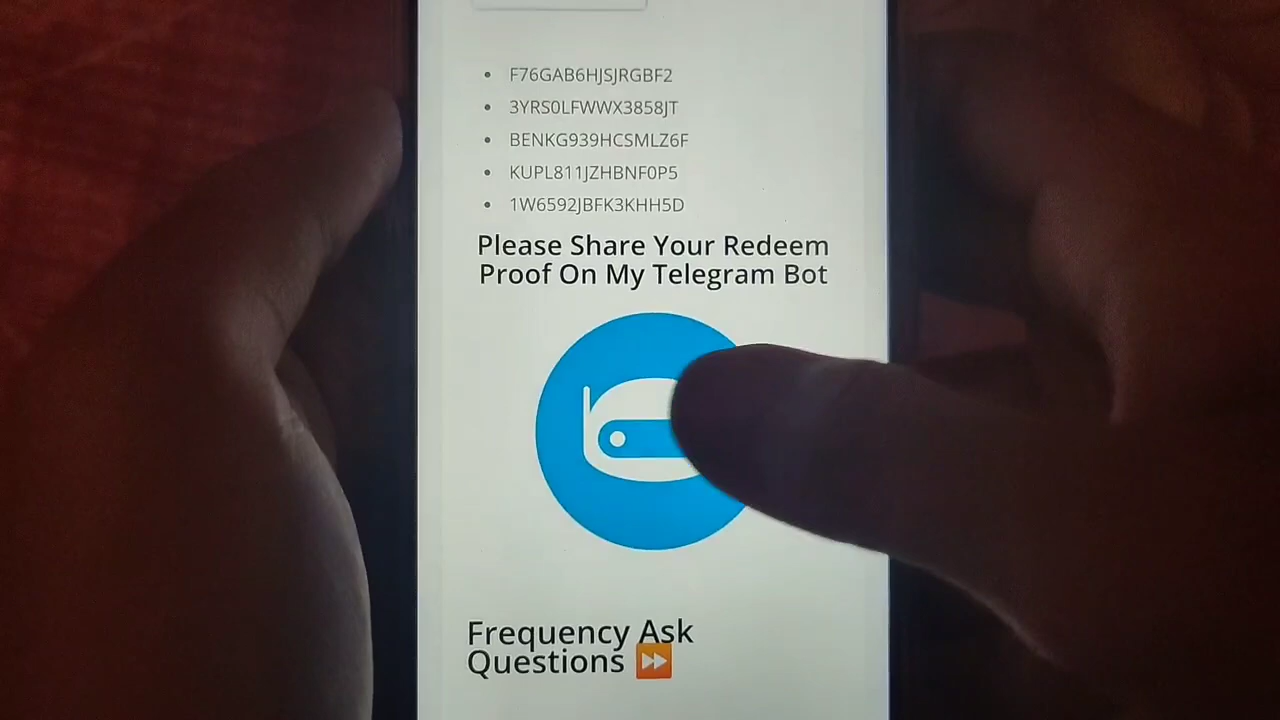 F76GAB6HJSJRGBF2
3YRS0LFWWX3858JT
BENKG939HCSMLZ6F
KUPL811JZHBNF0P5
1W6592JBFK3KHH5D
Please Share Your Redeem
Proof On My Telegram Bot
Frequency Ask
Questions ⏩